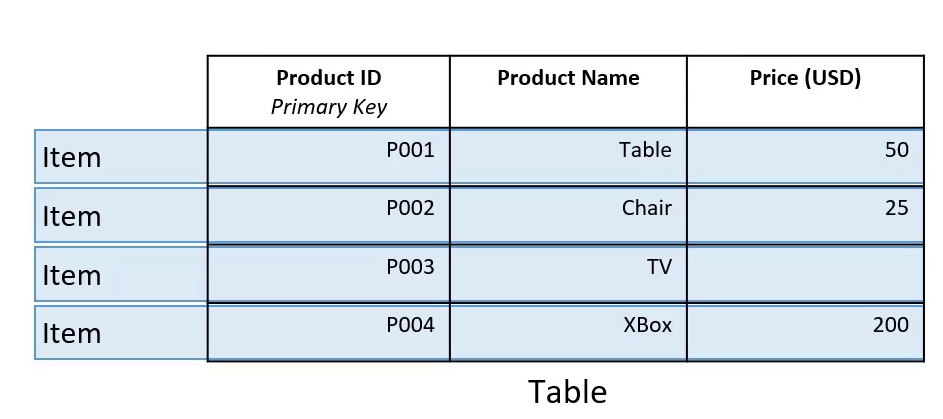 Product ID Product Name Price (USD)
Primary Key
Item P001 Table 50
Item P002 Chair 25
Item P003 TV
Item P004 XBox 200
Table